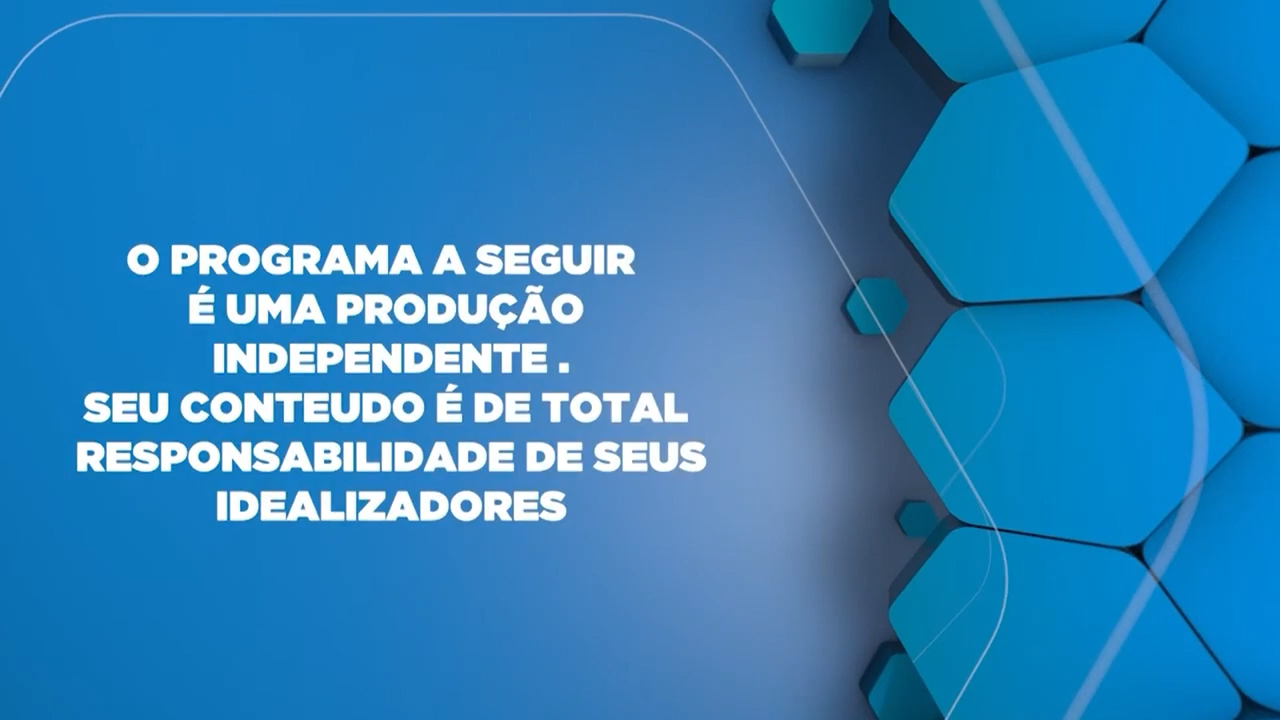 O PROGRAMA A SEGUIR
É UMA PRODUÇÃO
INDEPENDENTE .
SEU CONTEUDO É DE TOTAL
RESPONSABILIDADE DE SEUS
IDEALIZADORES